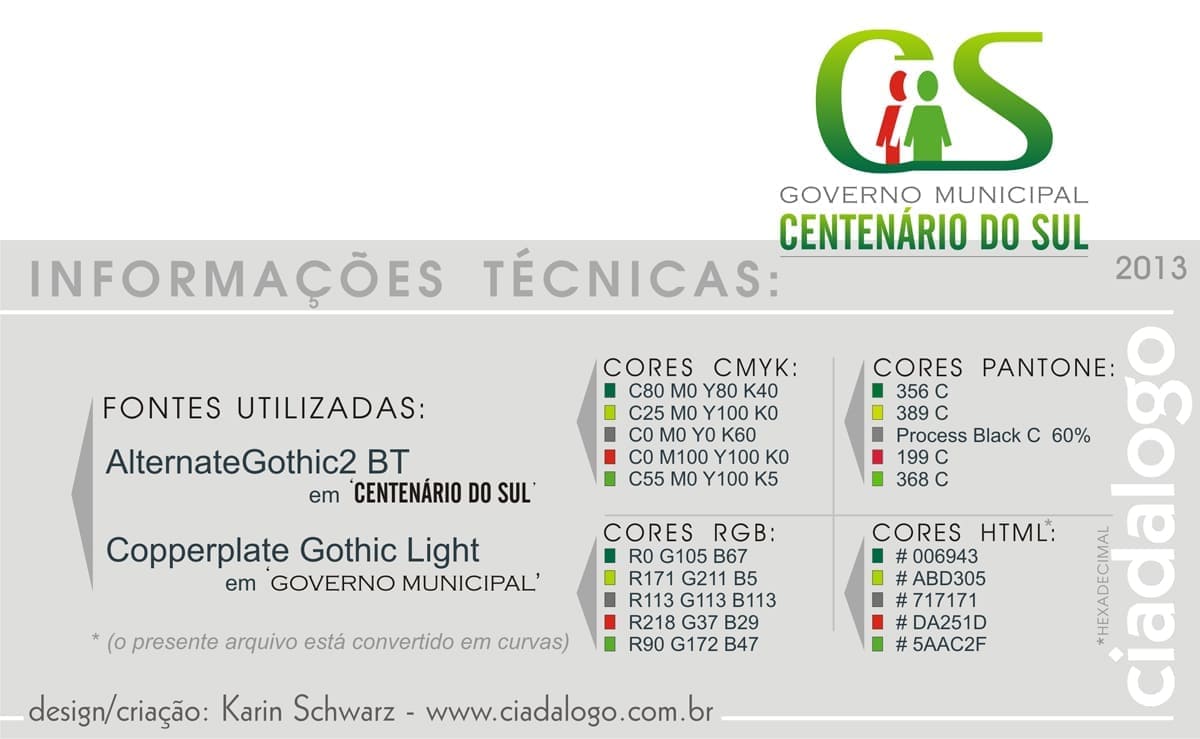 CS
GOVERNO MUNICIPAL
CENTENÁRIO DO SUL
INFORMAÇÕES TÉCNICAS:
2013
FONTES UTILIZADAS:
AlternateGothic2 BT
em 'CENTENÁRIO DO SUL'
Copperplate Gothic Light
em 'GOVERNO MUNICIPAL'
* (o presente arquivo está convertido em curvas)
CORES CMYK:
C80 M0 Y80 K40
C25 M0 Y100 K0
C0 M0 Y0 K60
C0 M100 Y100 K0
C55 M0 Y100 K5
CORES PANTONE:
356 C
389 C
Process Black C 60%
199 C
368 C
CORES RGB:
R0 G105 B67
R171 G211 B5
R113 G113 B113
R218 G37 B29
R90 G172 B47
CORES HTML*:
# 006943
# ABD305
# 717171
# DA251D
# 5AAC2F
*HEXADECIMAL
ciadalogo
design/criação: Karin Schwarz - www.ciadalogo.com.br